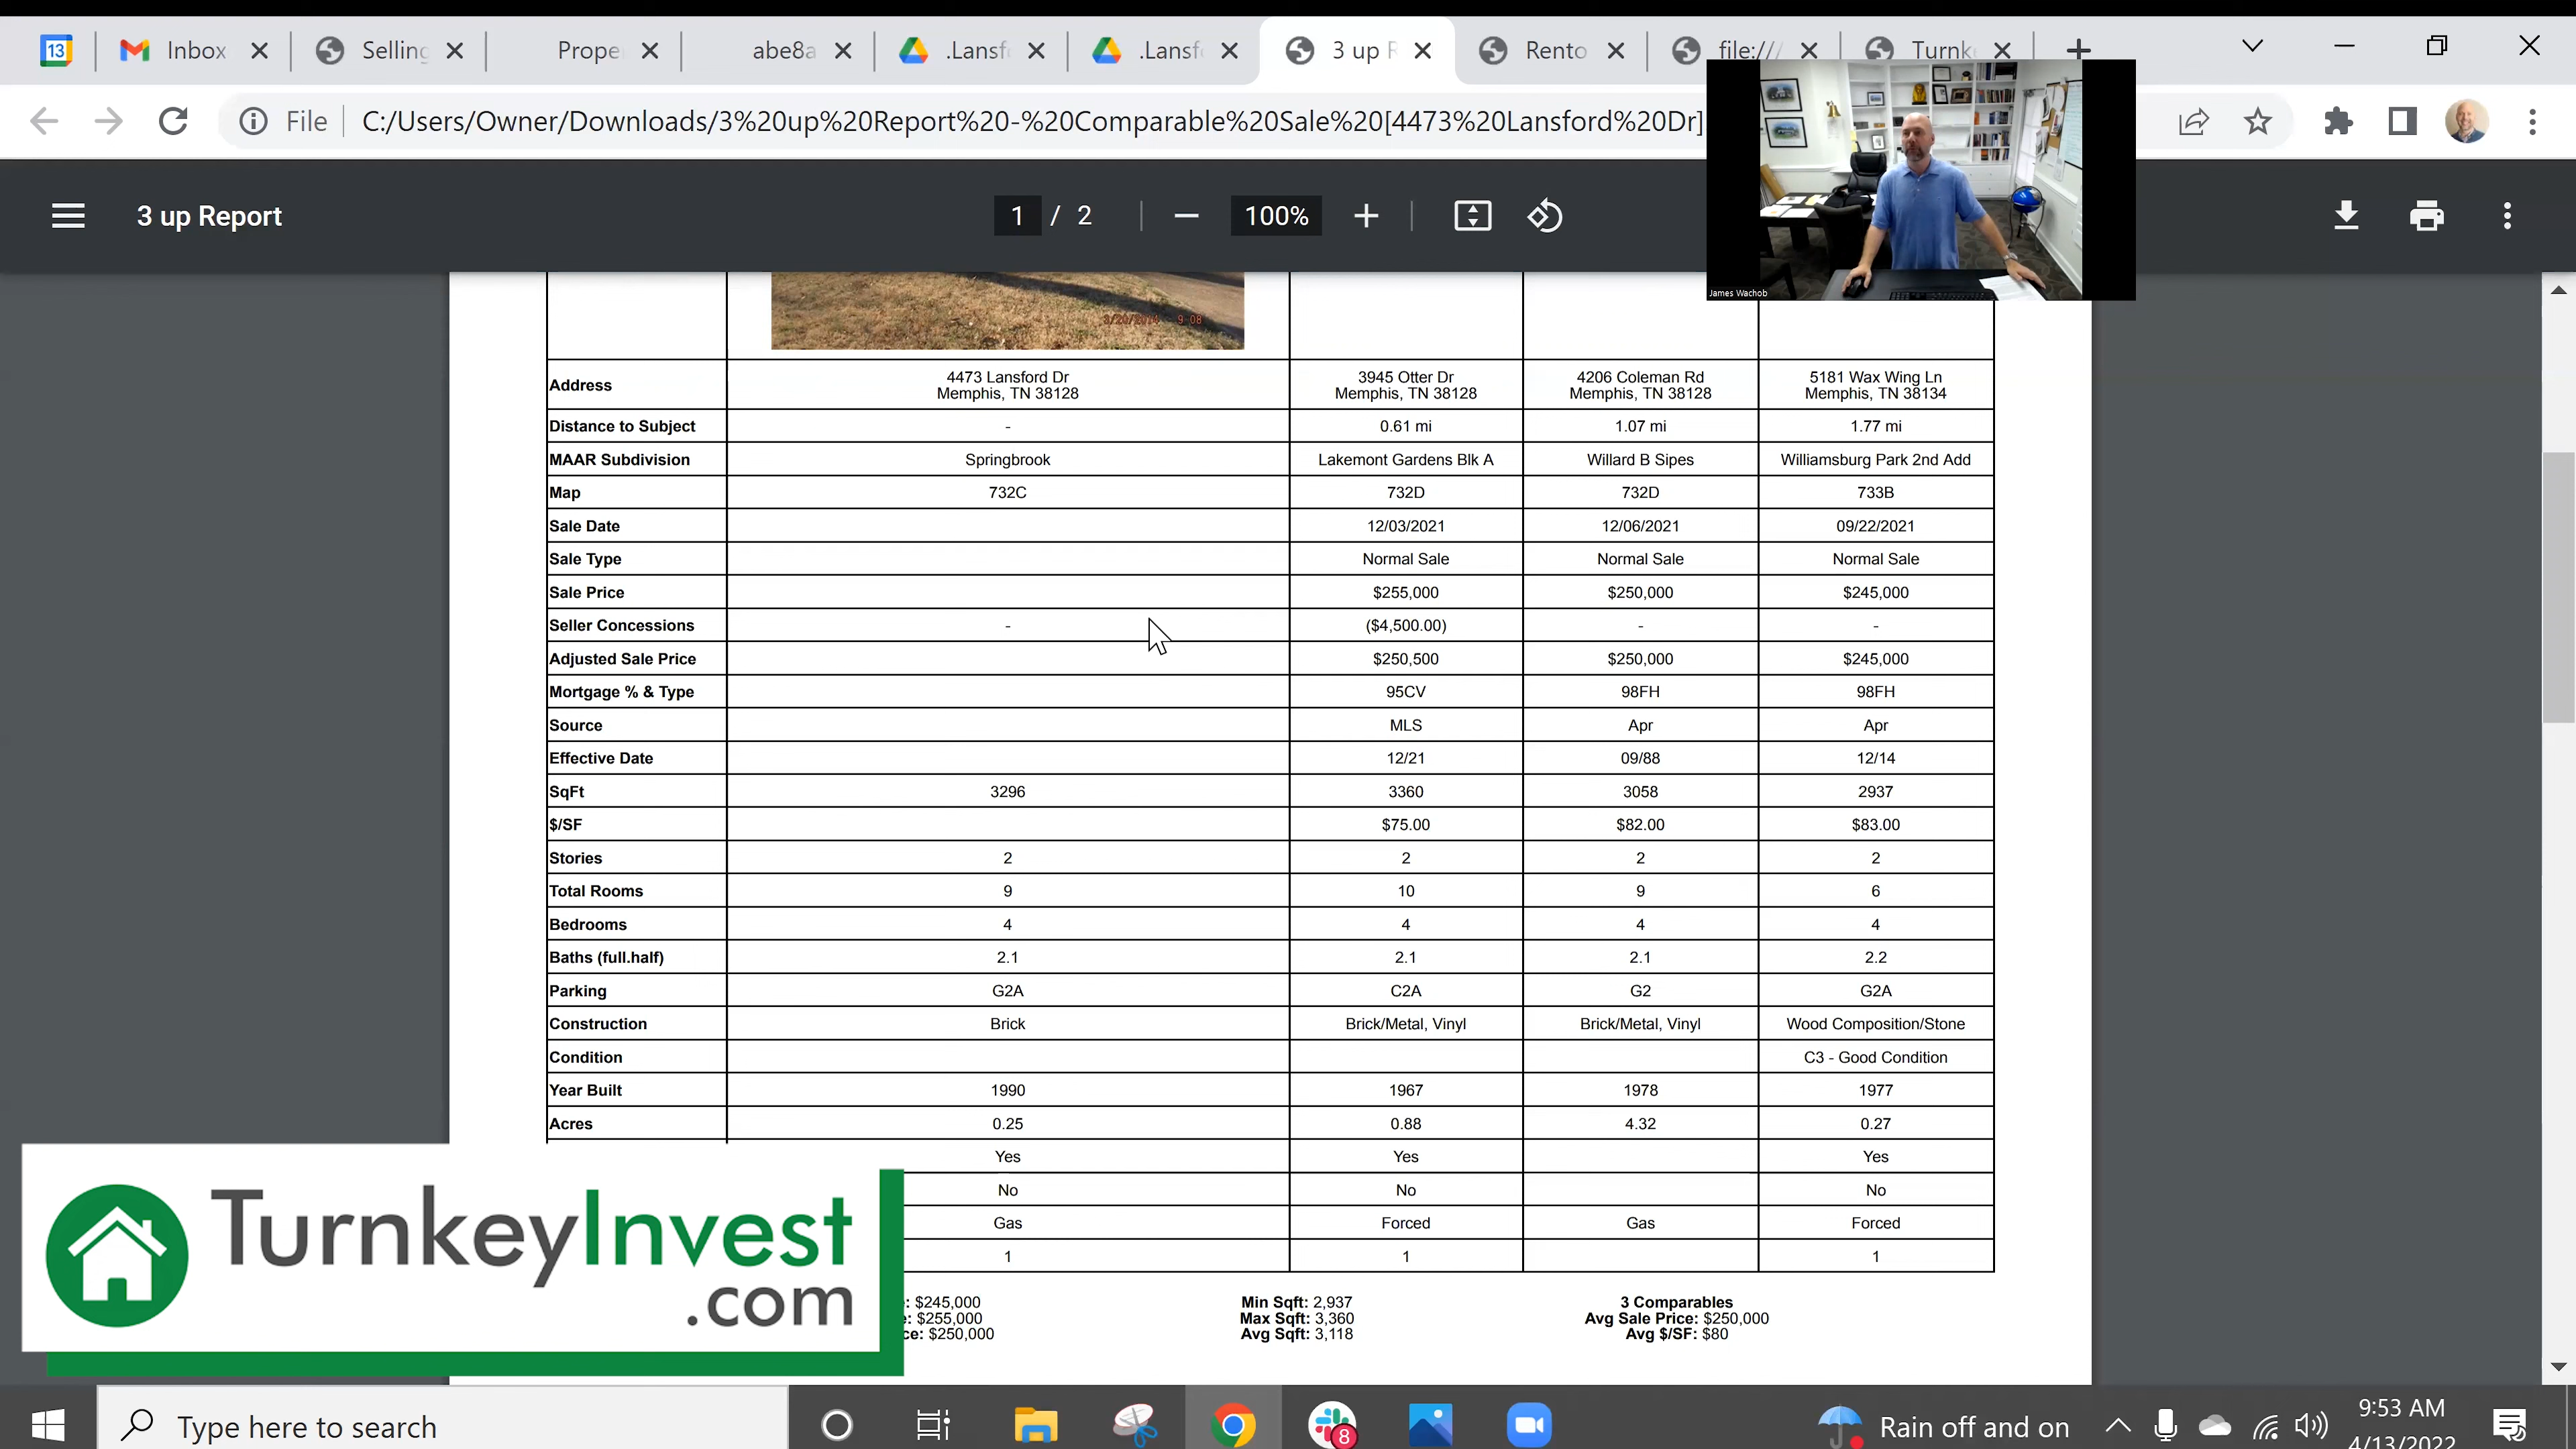 13 Inbox Selling Prope abe8a .Lansf .Lansf 3 up R Rento file:/// Turnk
File C:/Users/Owner/Downloads/3%20up%20Report%20-%20Comparable%20Sale%20[4473%20Lansford%20Dr]
3 up Report 1 / 2 100%
James Wachob
9 08
Address 4473 Lansford Dr Memphis, TN 38128 3945 Otter Dr Memphis, TN 38128 4206 Coleman Rd Memphis, TN 38128 5181 Wax Wing Ln Memphis, TN 38134
Distance to Subject - 0.61 mi 1.07 mi 1.77 mi
MAAR Subdivision Springbrook Lakemont Gardens Blk A Willard B Sipes Williamsburg Park 2nd Add
Map 732C 732D 732D 733B
Sale Date 12/03/2021 12/06/2021 09/22/2021
Sale Type Normal Sale Normal Sale Normal Sale
Sale Price $255,000 $250,000 $245,000
Seller Concessions - ($4,500.00) - -
Adjusted Sale Price $250,500 $250,000 $245,000
Mortgage % & Type 95CV 98FH 98FH
Source MLS Apr Apr
Effective Date 12/21 09/88 12/14
SqFt 3296 3360 3058 2937
$/SF $75.00 $82.00 $83.00
Stories 2 2 2 2
Total Rooms 9 10 9 6
Bedrooms 4 4 4 4
Baths (full.half) 2.1 2.1 2.1 2.2
Parking G2A C2A G2 G2A
Construction Brick Brick/Metal, Vinyl Brick/Metal, Vinyl Wood Composition/Stone
Condition C3 - Good Condition
Year Built 1990 1967 1978 1977
Acres 0.25 0.88 4.32 0.27
Yes Yes Yes
No No No
Gas Forced Gas Forced
1 1 1
: $245,000 Min Sqft: 2,937 3 Comparables
: $255,000 Max Sqft: 3,360 Avg Sale Price: $250,000
ce: $250,000 Avg Sqft: 3,118 Avg $/SF: $80
TurnkeyInvest
.com
Type here to search 8 Rain off and on 9:53 AM
4/13/2022